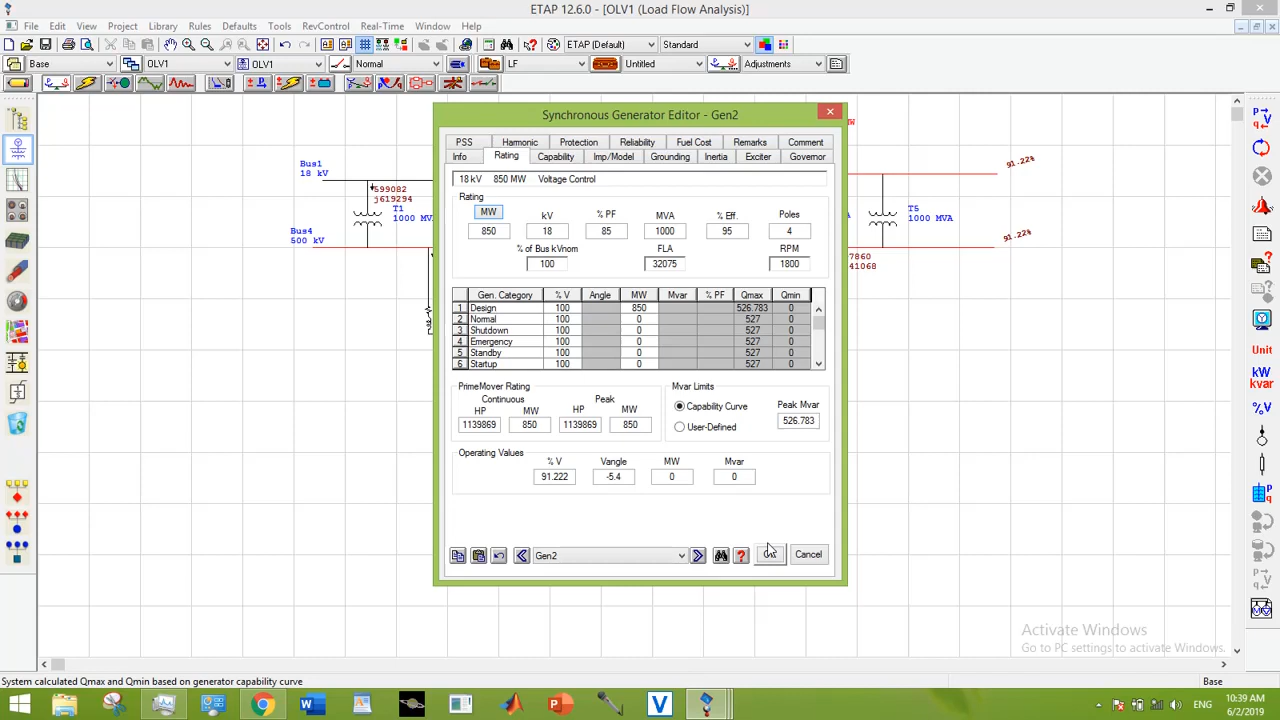 ETAP 12.6.0 - [OLV1 (Load Flow Analysis)]
File Edit View Project Library Rules Defaults Tools RevControl Real-Time Window Help
ETAP (Default) Standard
Base OLV1 OLV1 Normal LF Untitled Adjustments
Synchronous Generator Editor - Gen2
PSS Harmonic Protection Reliability Fuel Cost Remarks Comment
Info Rating Capability Imp/Model Grounding Inertia Exciter Governor
18 kV 850 MW Voltage Control
Rating
MW kV % PF MVA % Eff. Poles
850 18 85 1000 95 4
% of Bus kVnom FLA RPM
100 32075 1800
Gen. Category % V Angle MW Mvar % PF Qmax Qmin
1 Design 100 850 526.783 0
2 Normal 100 0 527 0
3 Shutdown 100 0 527 0
4 Emergency 100 0 527 0
5 Standby 100 0 527 0
6 Startup 100 0 527 0
PrimeMover Rating
Continuous Peak
HP MW HP MW
1139869 850 1139869 850
Mvar Limits
Capability Curve
User-Defined
Peak Mvar
526.783
Operating Values
% V Vangle MW Mvar
91.222 -5.4 0 0
Gen2
Cancel
Bus1
18 kV
599082
j619294
T1
1000 MVA
Bus4
500 kV
91.22%
T5
1000 MVA
91.22%
7860
41068
Unit
kW
kvar
%V
Activate Windows
Go to PC settings to activate Windows.
System calculated Qmax and Qmin based on generator capability curve
Base
ENG
10:39 AM
6/2/2019